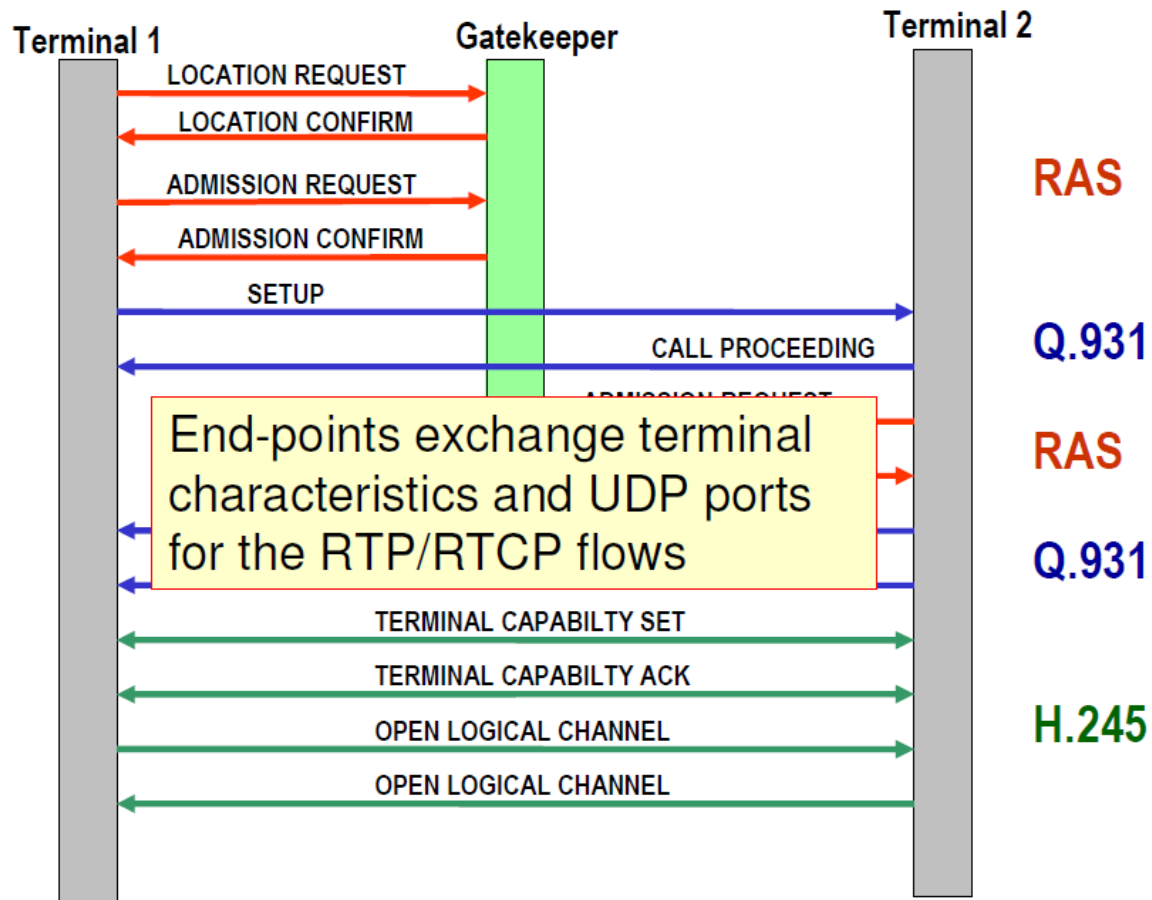 Terminal 1
Gatekeeper
Terminal 2
LOCATION REQUEST
LOCATION CONFIRM
RAS
ADMISSION REQUEST
ADMISSION CONFIRM
SETUP
Q.931
CALL PROCEEDING
ADMISSION REQUEST
End-points exchange terminal
characteristics and UDP ports
for the RTP/RTCP flows
RAS
Q.931
TERMINAL CAPABILTY SET
TERMINAL CAPABILTY ACK
H.245
OPEN LOGICAL CHANNEL
OPEN LOGICAL CHANNEL